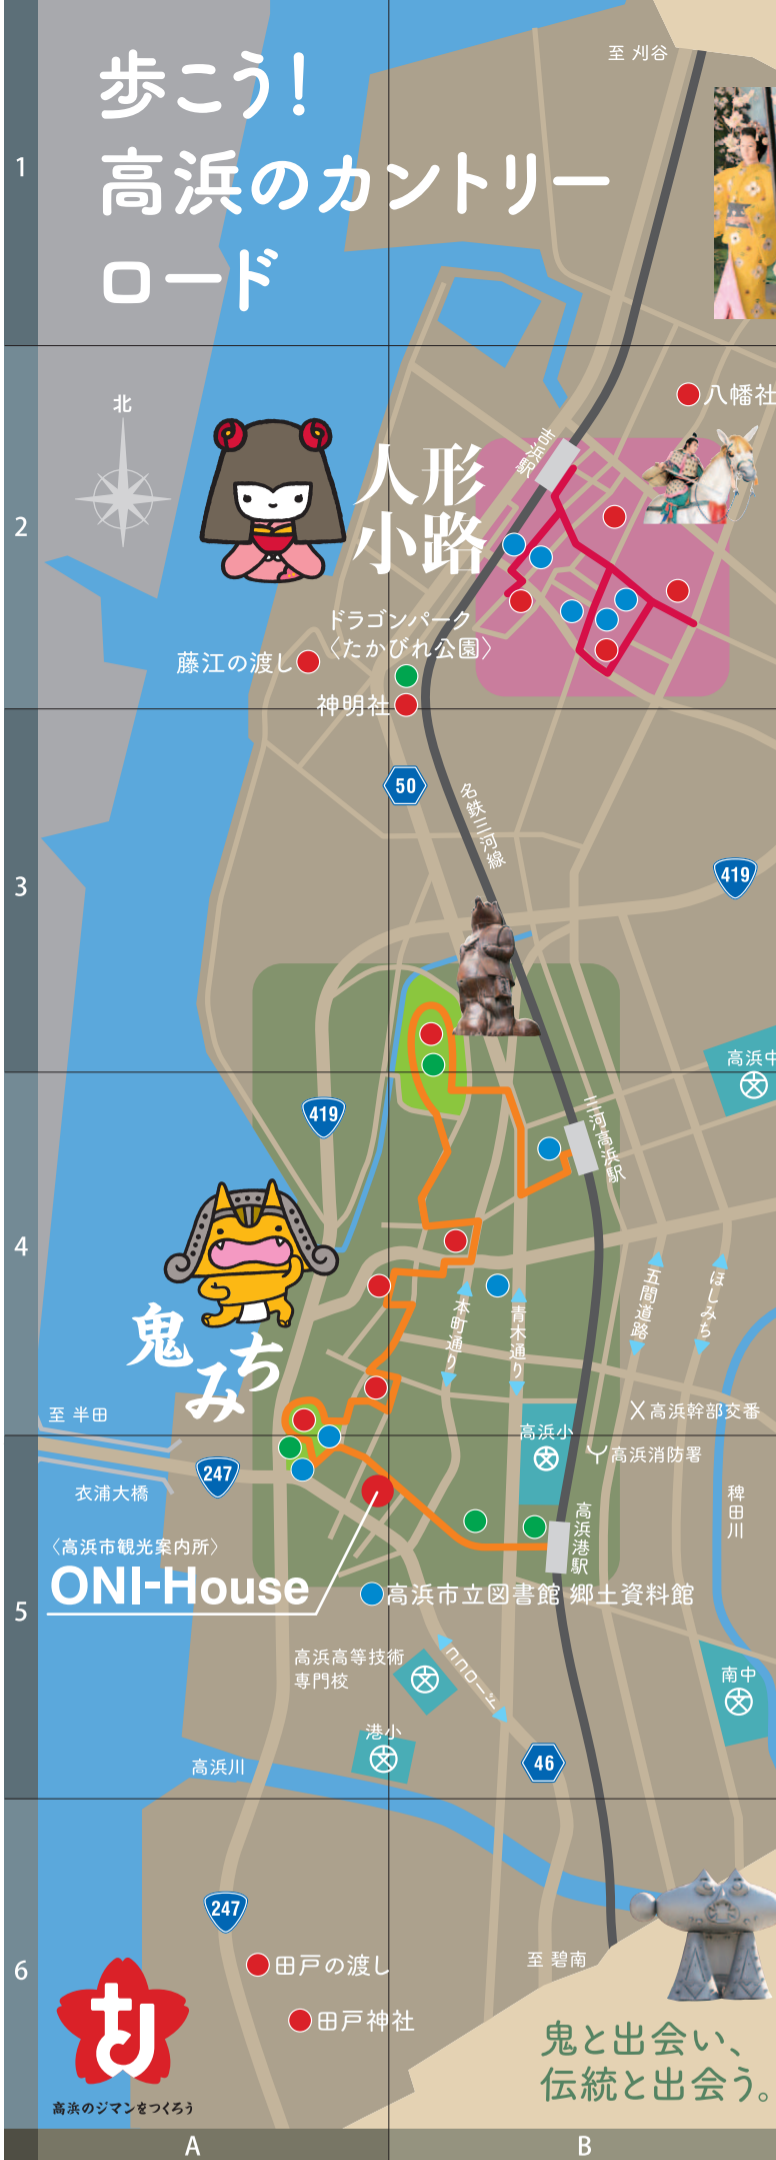 歩こう！
高浜のカントリー
ロード
至 刈谷
1
北
八幡社
吉浜駅
人形
小路
2
ドラゴンパーク
〈たかびれ公園〉
藤江の渡し
神明社
50
名鉄三河線
3
419
高浜中
419
三河高浜駅
4
鬼みち
本町通り
青木通り
五間道路
ほしみち
至 半田
高浜幹部交番
高浜小
高浜消防署
247
衣浦大橋
稗田川
〈高浜市観光案内所〉
ONI-House
高浜港駅
5
高浜市立図書館 郷土資料館
高浜高等技術
専門校
南中
港小
高浜川
46
247
6
田戸の渡し
至 碧南
田戸神社
鬼と出会い、
伝統と出会う。
高浜のジマンをつくろう
A
B